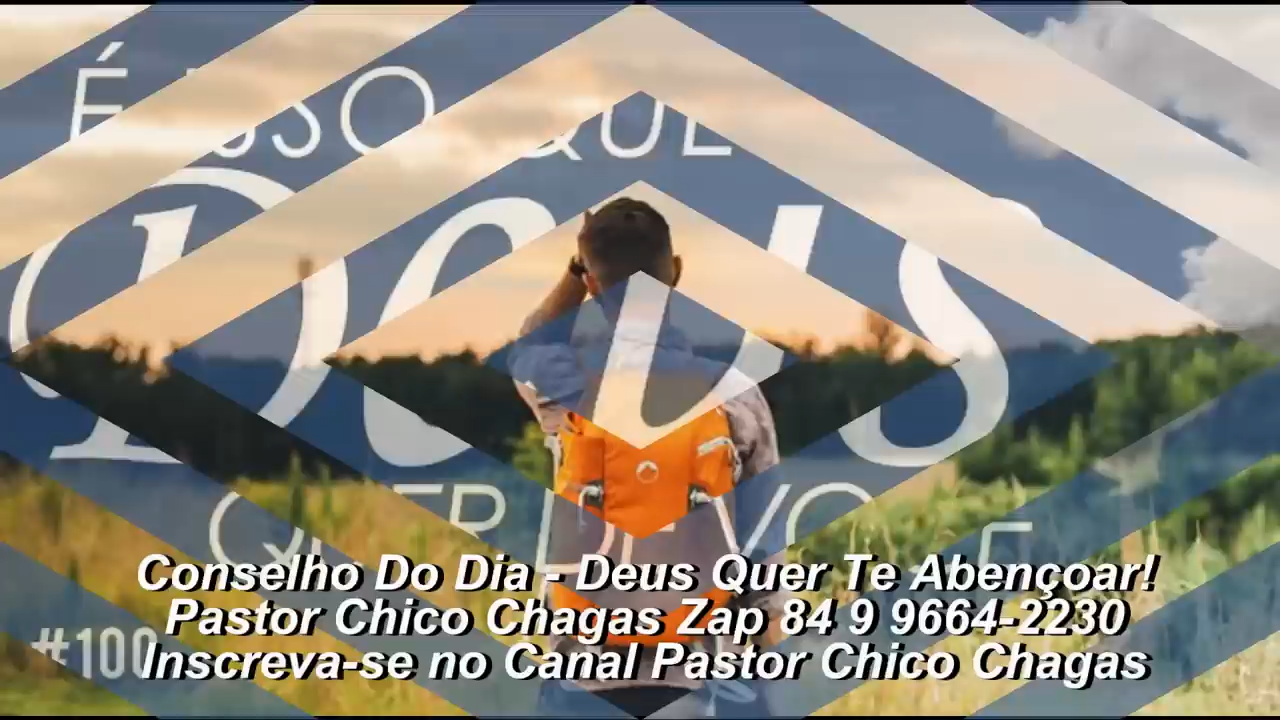 É ISSO QUE
Deus
QUER DE VOCÊ
Conselho Do Dia - Deus Quer Te Abençoar!
Pastor Chico Chagas Zap 84 9 9664-2230
#100
Inscreva-se no Canal Pastor Chico Chagas